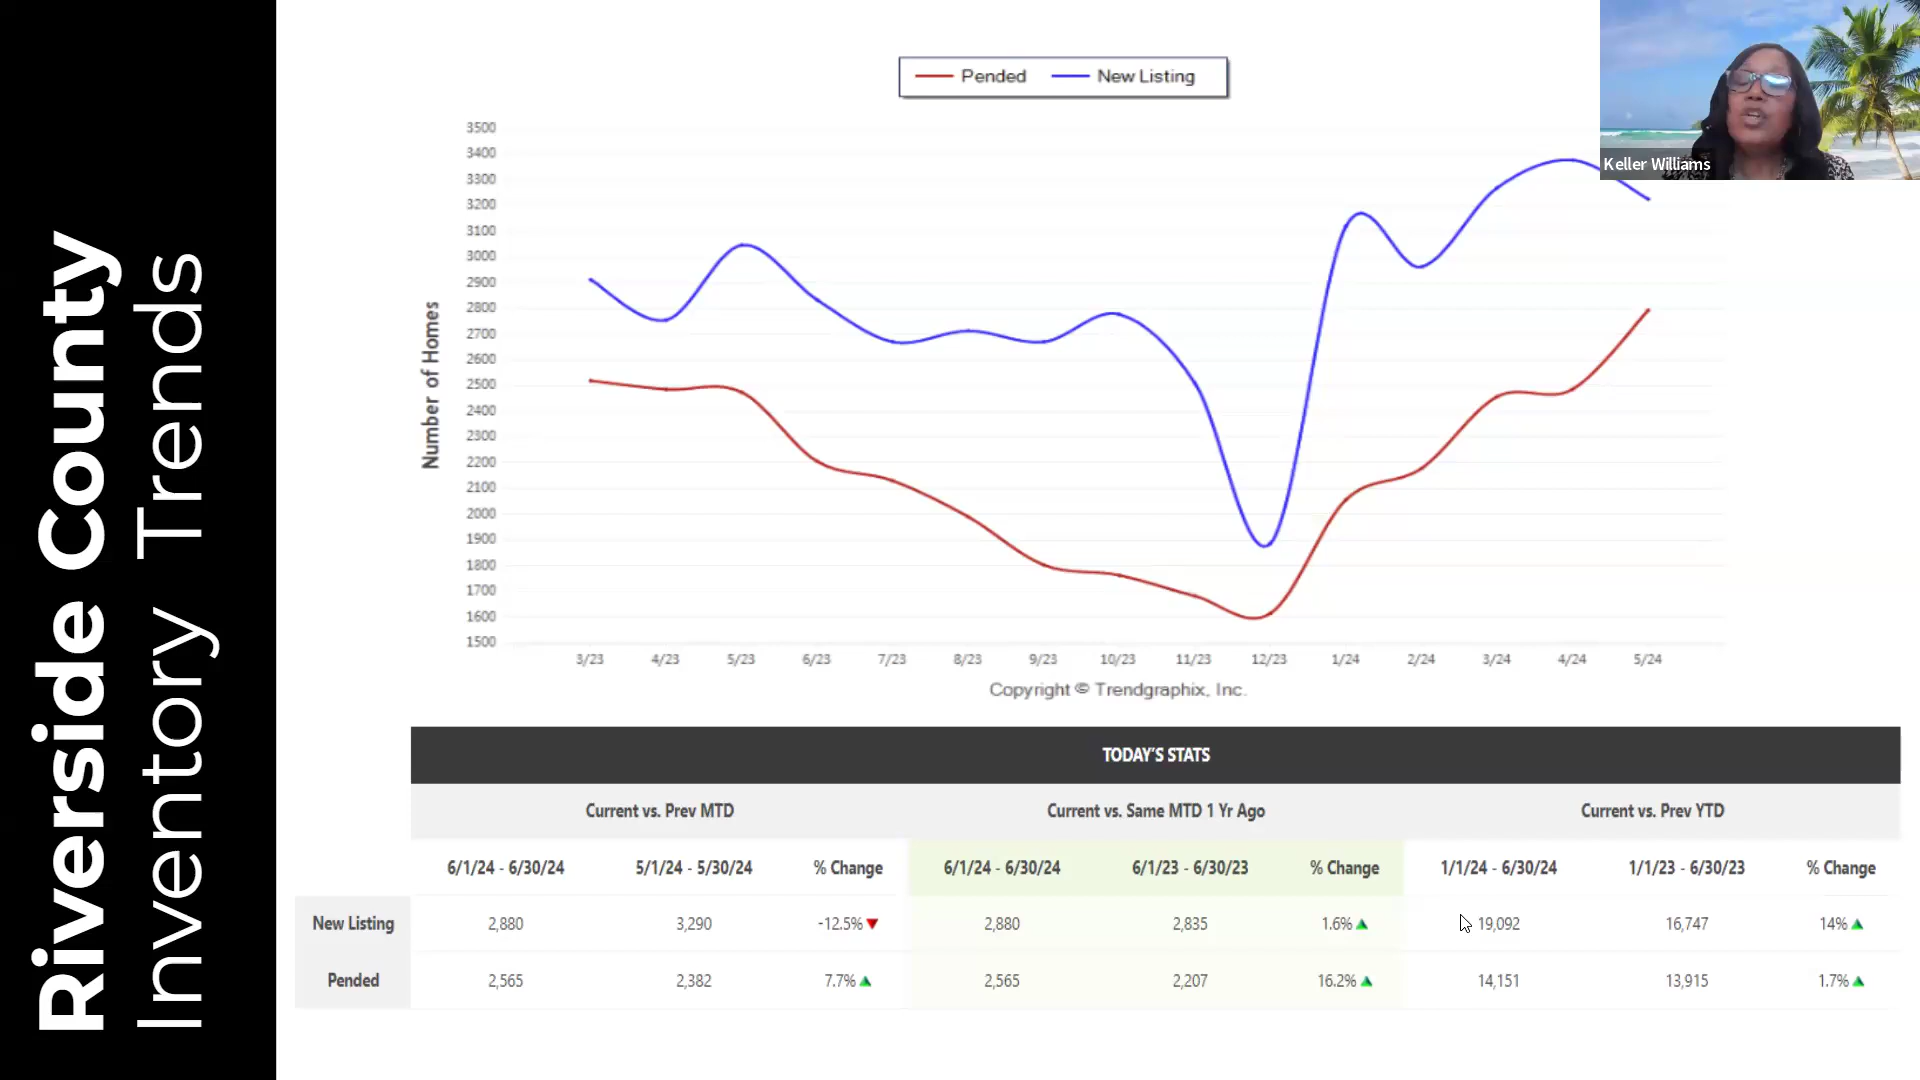 Riverside County
Inventory Trends
Pended New Listing
Keller Williams
Number of Homes
3500
3400
3300
3200
3100
3000
2900
2800
2700
2600
2500
2400
2300
2200
2100
2000
1900
1800
1700
1600
1500
3/23 4/23 5/23 6/23 7/23 8/23 9/23 10/23 11/23 12/23 1/24 2/24 3/24 4/24 5/24
Copyright © Trendgraphix, Inc.
TODAY'S STATS
Current vs. Prev MTD Current vs. Same MTD 1 Yr Ago Current vs. Prev YTD
6/1/24 - 6/30/24 5/1/24 - 5/30/24 % Change 6/1/24 - 6/30/24 6/1/23 - 6/30/23 % Change 1/1/24 - 6/30/24 1/1/23 - 6/30/23 % Change
New Listing 2,880 3,290 -12.5% 2,880 2,835 1.6% 19,092 16,747 14%
Pended 2,565 2,382 7.7% 2,565 2,207 16.2% 14,151 13,915 1.7%